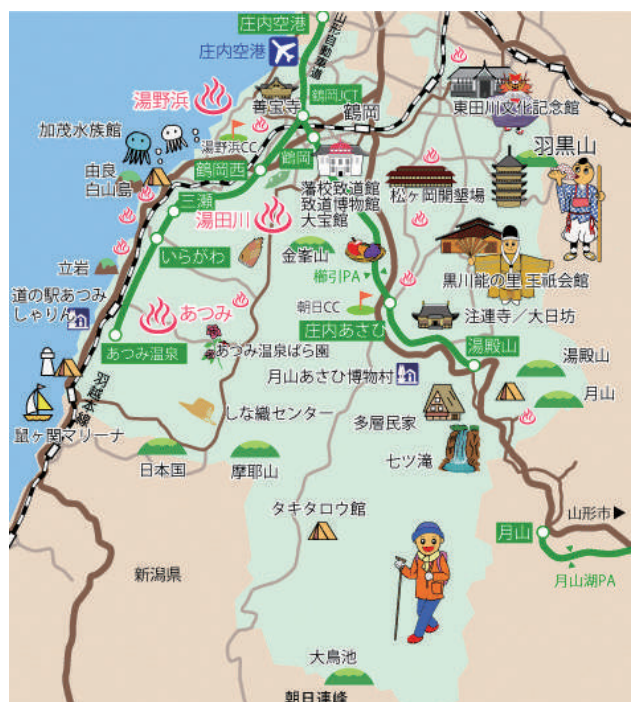 庄内空港
山形自動車道
庄内空港
湯野浜
善宝寺
鶴岡JCT
鶴岡
東田川文化記念館
加茂水族館
湯野浜CC
鶴岡西
鶴岡
羽黒山
由良
白山島
藩校致道館
致道博物館
大宝館
松ヶ岡開墾場
三瀬
湯田川
いらがわ
金峯山
櫛引PA
黒川能の里 王祇会館
立岩
道の駅あつみ
しゃりん
あつみ
朝日CC
庄内あさひ
注連寺／大日坊
あつみ温泉
あつみ温泉ばら園
湯殿山
湯殿山
羽越本線
月山あさひ博物村
月山
しな織センター
多層民家
鼠ヶ関マリーナ
日本国
摩耶山
七ツ滝
タキタロウ館
山形市▶
月山
新潟県
月山湖PA
大鳥池
朝日連峰